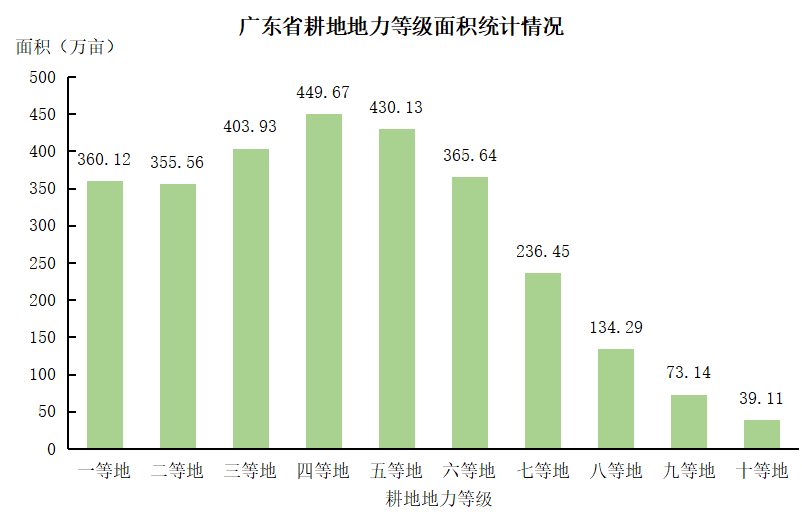 广东省耕地地力等级面积统计情况
面积（万亩）
500
450
400
350
300
250
200
150
100
50
0
360.12
355.56
403.93
449.67
430.13
365.64
236.45
134.29
73.14
39.11
一等地
二等地
三等地
四等地
五等地
六等地
七等地
八等地
九等地
十等地
耕地地力等级